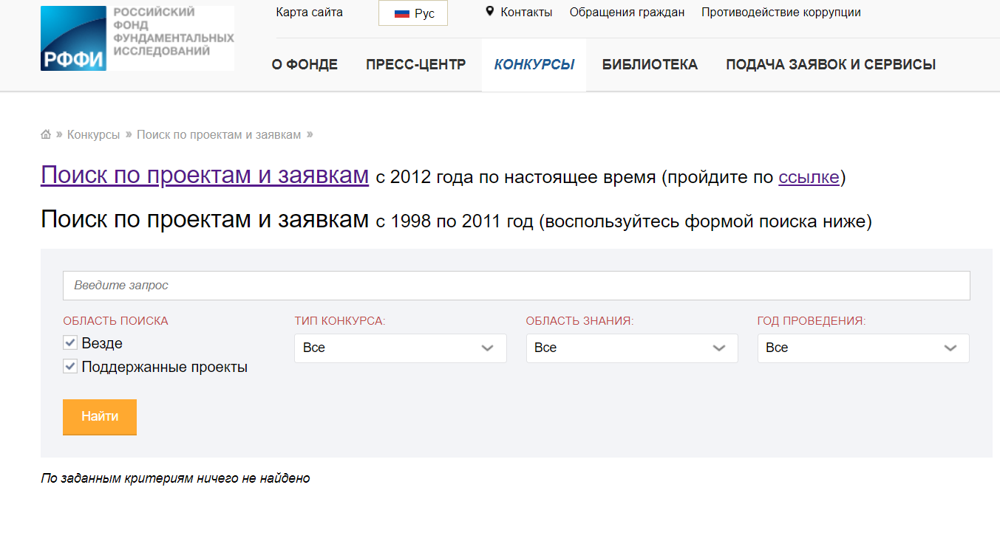 РОССИЙСКИЙ
ФОНД
ФУНДАМЕНТАЛЬНЫХ
ИССЛЕДОВАНИЙ
РФФИ
Карта сайта Рус Контакты Обращения граждан Противодействие коррупции
О ФОНДЕ ПРЕСС-ЦЕНТР КОНКУРСЫ БИБЛИОТЕКА ПОДАЧА ЗАЯВОК И СЕРВИСЫ
» Конкурсы » Поиск по проектам и заявкам »
Поиск по проектам и заявкам с 2012 года по настоящее время (пройдите по ссылке)
Поиск по проектам и заявкам с 1998 по 2011 год (воспользуйтесь формой поиска ниже)
Введите запрос
ОБЛАСТЬ ПОИСКА ТИП КОНКУРСА: ОБЛАСТЬ ЗНАНИЯ: ГОД ПРОВЕДЕНИЯ:
Везде Все Все Все
Поддержанные проекты
Найти
По заданным критериям ничего не найдено